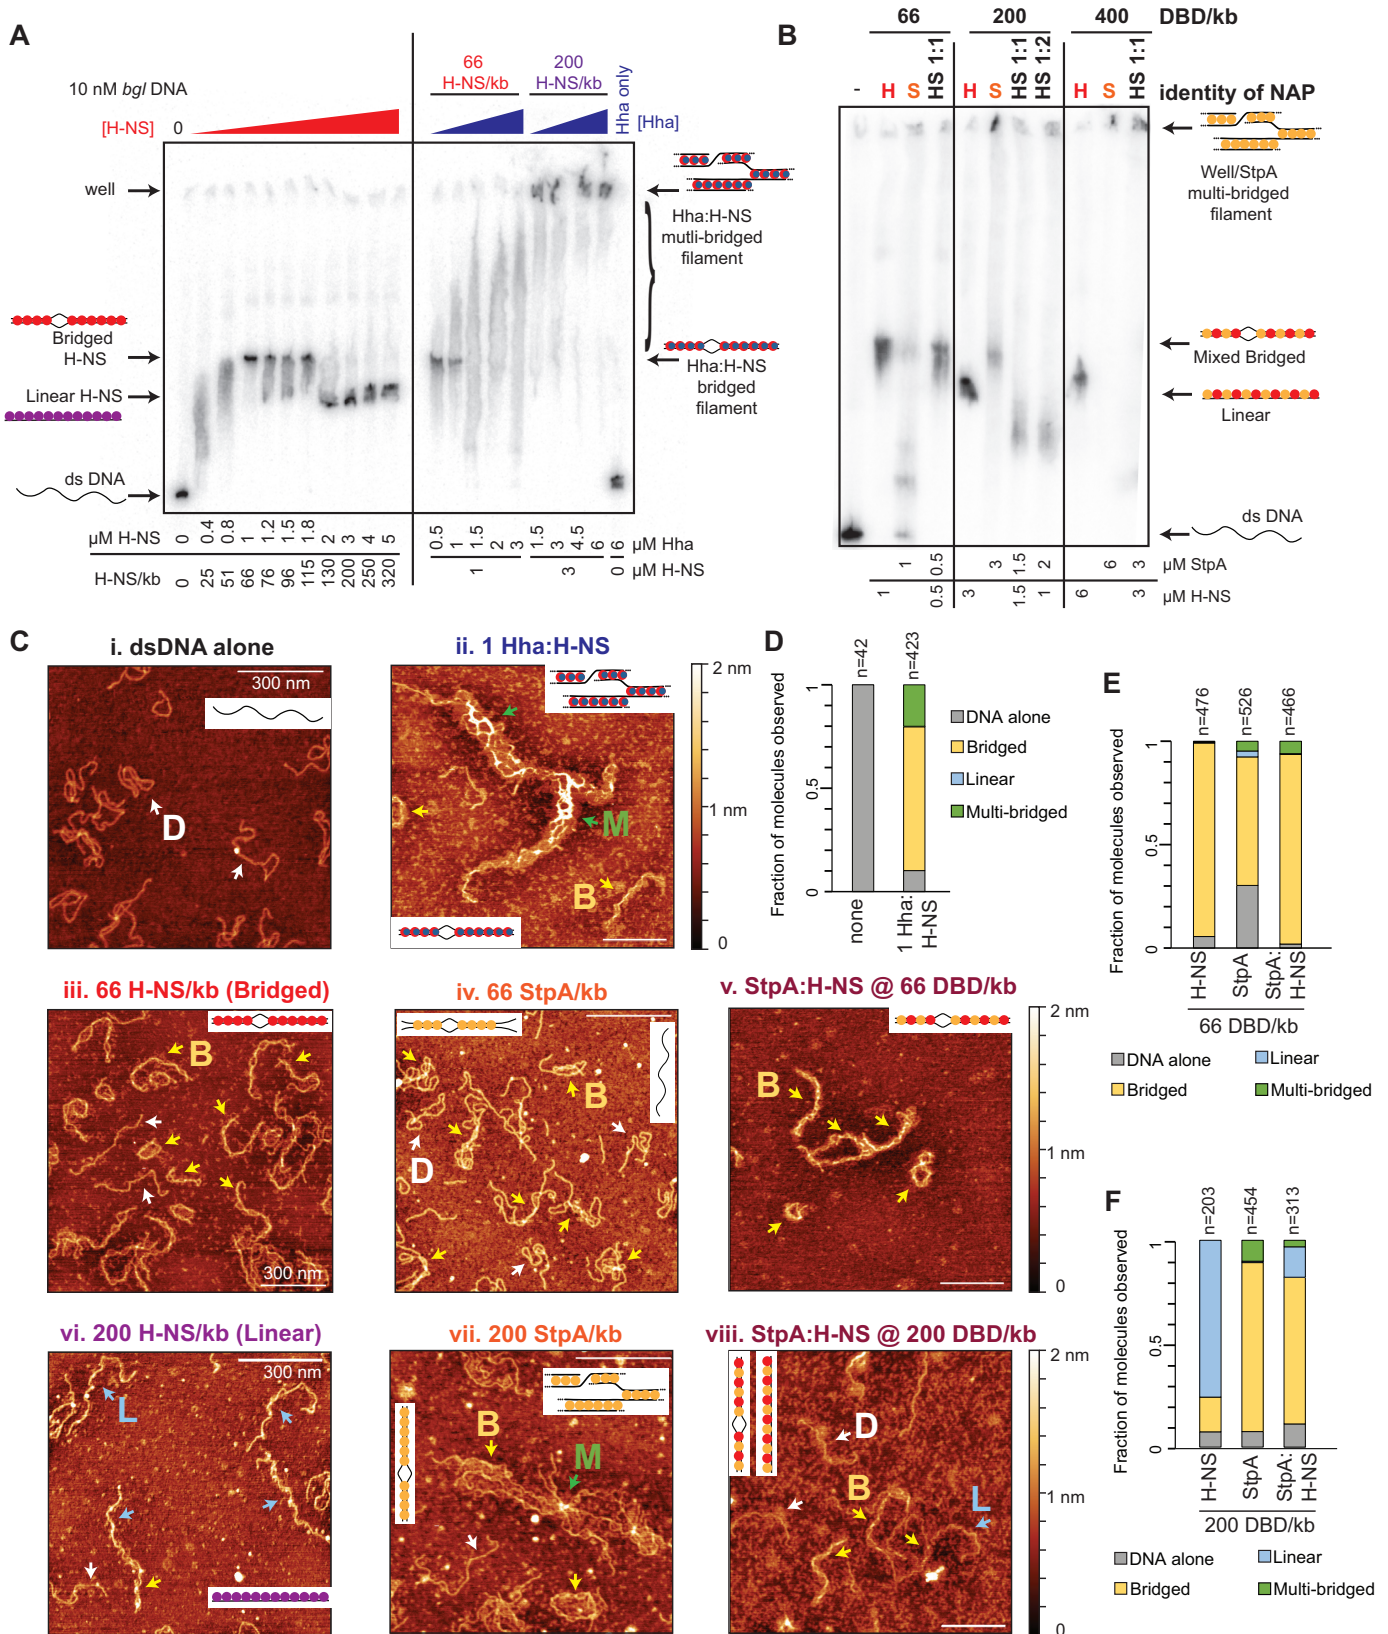 A
10 nM bgl DNA
[H-NS]
0
66
H-NS/kb
200
H-NS/kb
Hha only
[Hha]
well
Bridged
H-NS
Linear H-NS
ds DNA
Hha:H-NS
mutli-bridged
filament
Hha:H-NS
bridged
filament
µM H-NS
0 0.4 0.8 1 1.2 1.5 1.8 2 3 4 5
H-NS/kb
0 25 51 66 76 96 115 130 200 250 320
0.5 1 1.5 2 3 1.5 3 4.5 6 6 µM Hha
1 3 0 µM H-NS
B
66 200 400 DBD/kb
- H S HS 1:1 H S HS 1:1 HS 1:2 H S HS 1:1
identity of NAP
Well/StpA
multi-bridged
filament
Mixed Bridged
Linear
ds DNA
1 0.5 3 1.5 2 6 3 µM StpA
1 0.5 3 1.5 1 6 3 µM H-NS
C
i. dsDNA alone
300 nm
D
ii. 1 Hha:H-NS
M
B
2 nm
1 nm
0
D
Fraction of molecules observed
1
0.5
0
n=42
n=423
none
1 Hha:
H-NS
DNA alone
Bridged
Linear
Multi-bridged
E
Fraction of molecules observed
1
0.5
0
n=476
n=526
n=466
H-NS
StpA
StpA:
H-NS
66 DBD/kb
DNA alone
Linear
Bridged
Multi-bridged
iii. 66 H-NS/kb (Bridged)
B
300 nm
iv. 66 StpA/kb
B
D
v. StpA:H-NS @ 66 DBD/kb
B
2 nm
1 nm
0
vi. 200 H-NS/kb (Linear)
300 nm
L
vii. 200 StpA/kb
B
M
viii. StpA:H-NS @ 200 DBD/kb
D
B
L
2 nm
1 nm
0
F
Fraction of molecules observed
1
0.5
0
n=203
n=454
n=313
H-NS
StpA
StpA:
H-NS
200 DBD/kb
DNA alone
Linear
Bridged
Multi-bridged